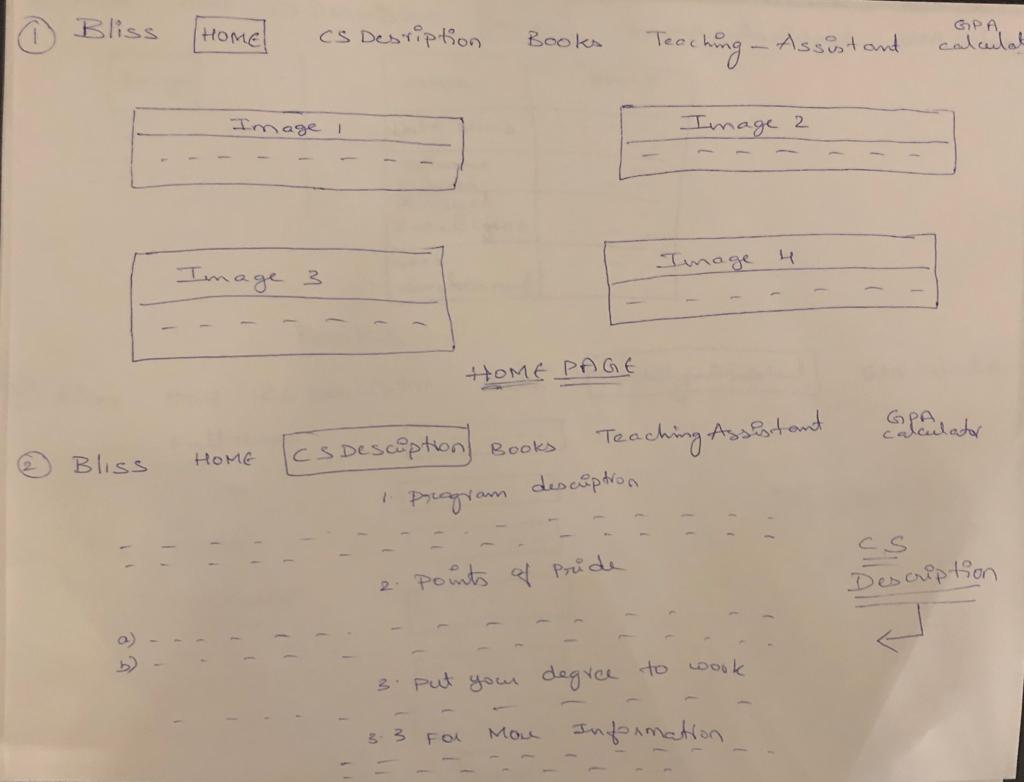 ① Bliss HOME CS Desription Books Teaching - Assistant GPA calculat
Image 1 Image 2
Image 3 Image 4
HOME PAGE
② Bliss HOME CS Description Books Teaching Assistant GPA calculator
1. Program description
2. Points of Pride
CS
Description
a)
b)
3. Put your degree to work
3.3 For More Information